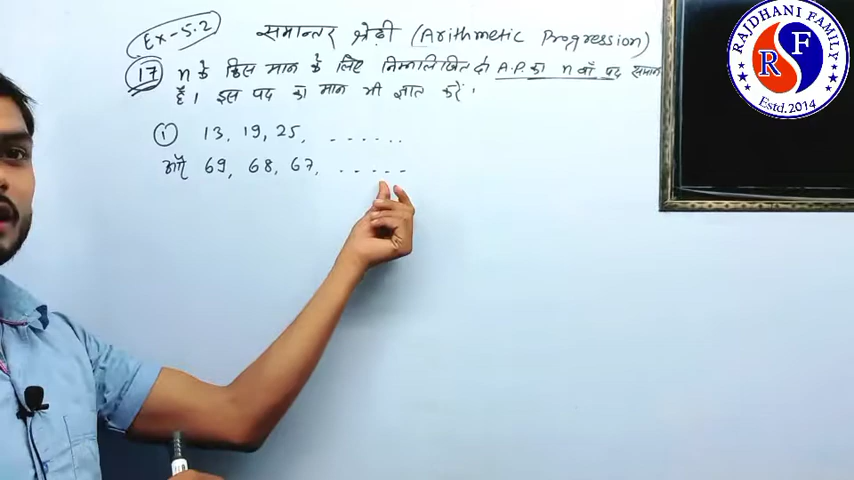 Ex-5.2 समान्तर श्रेढ़ी (Arithmetic Progression)
17 n के किस मान के लिए निम्नलिखित दो A.P. का n वाँ पद समान
है। इस पद का मान भी ज्ञात करें।
i 13, 19, 25, .......
और 69, 68, 67, .....
RAJDHANI FAMILY
RF
Estd. 2014